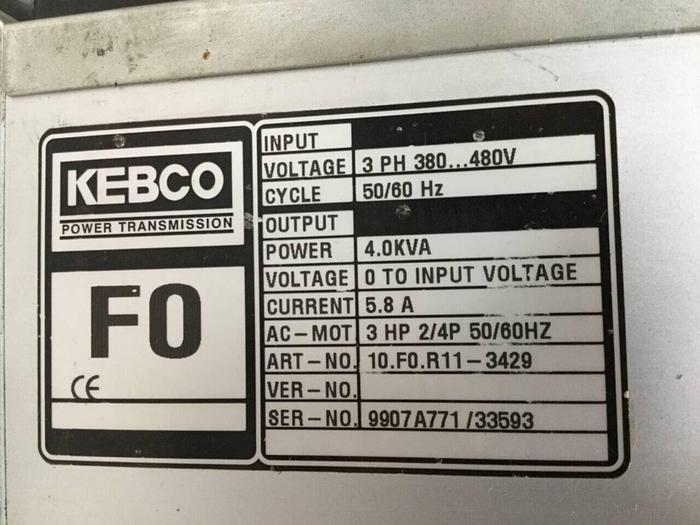 KEBCO
POWER TRANSMISSION
F0
CE
INPUT
VOLTAGE 3 PH 380...480V
CYCLE 50/60 Hz
OUTPUT
POWER 4.0KVA
VOLTAGE 0 TO INPUT VOLTAGE
CURRENT 5.8 A
AC-MOT 3 HP 2/4P 50/60HZ
ART-NO. 10.F0.R11-3429
VER-NO.
SER-NO. 9907A771/33593